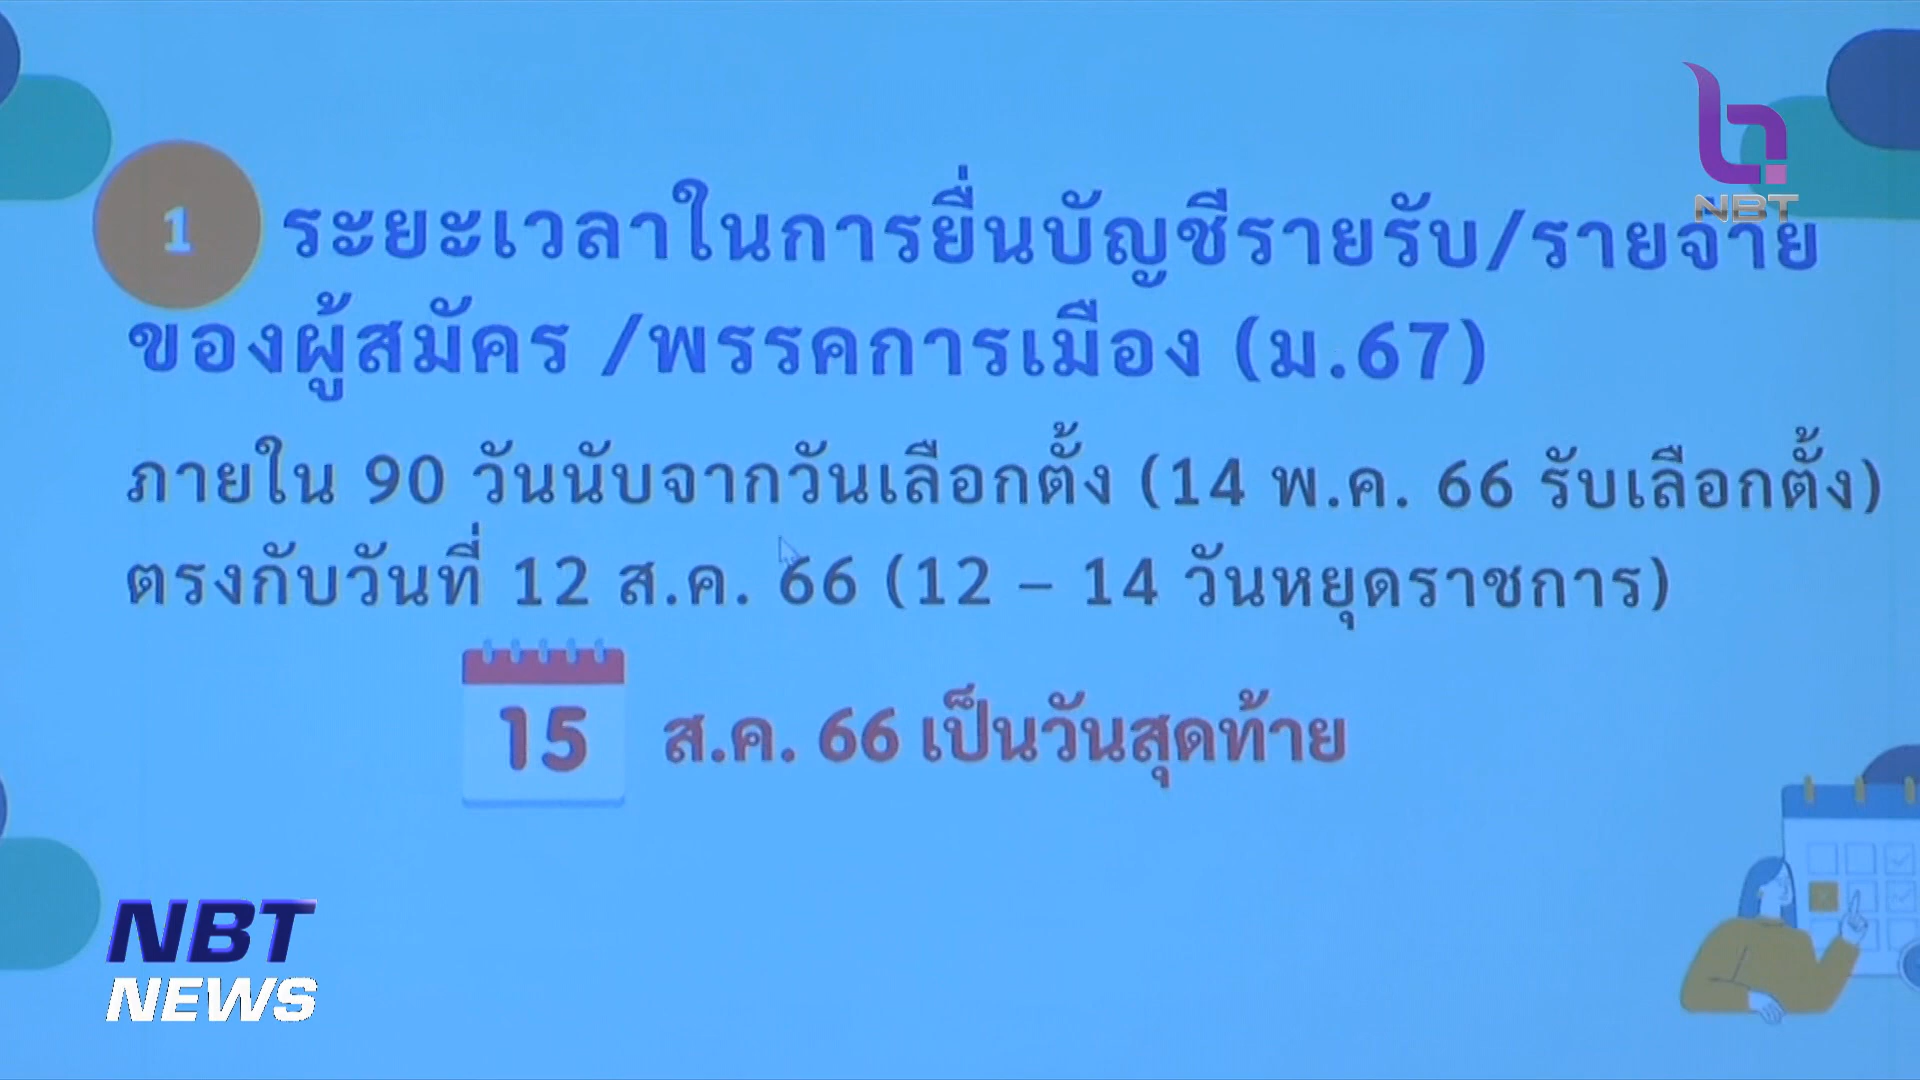 NBT
1 ระยะเวลาในการยื่นบัญชีรายรับ/รายจ่าย
ของผู้สมัคร /พรรคการเมือง (ม.67)
ภายใน 90 วันนับจากวันเลือกตั้ง (14 พ.ค. 66 รับเลือกตั้ง)
ตรงกับวันที่ 12 ส.ค. 66 (12 – 14 วันหยุดราชการ)
15 ส.ค. 66 เป็นวันสุดท้าย
NBT
NEWS